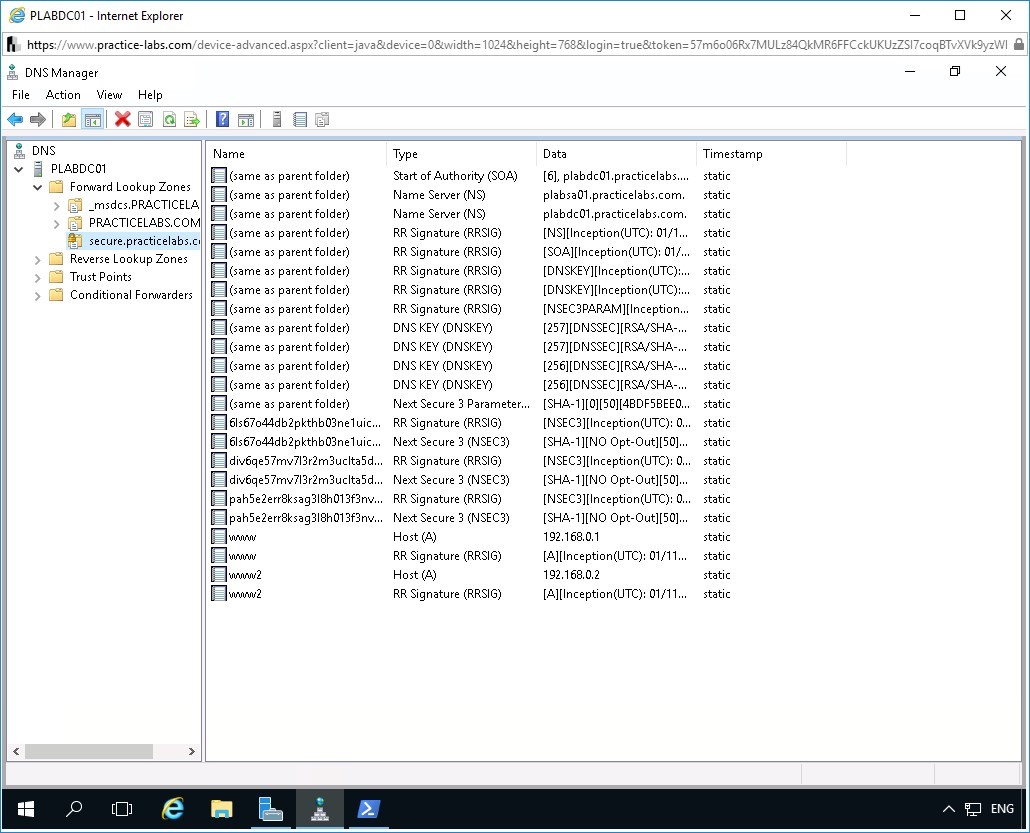 PLABDC01 - Internet Explorer
https://www.practice-labs.com/device-advanced.aspx?client=java&device=0&width=1024&height=768&login=true&token=57m6o06Rx7MULz84QkMR6FFCckUKUzZSI7coqBTvXVk9yzWI
DNS Manager
File Action View Help
DNS
PLABDC01
Forward Lookup Zones
_msdcs.PRACTICELA
PRACTICELABS.COM
secure.practicelabs.co
Reverse Lookup Zones
Trust Points
Conditional Forwarders
Name Type Data Timestamp
(same as parent folder) Start of Authority (SOA) [6], plabdc01.practicelabs.... static
(same as parent folder) Name Server (NS) plabsa01.practicelabs.com. static
(same as parent folder) Name Server (NS) plabdc01.practicelabs.com. static
(same as parent folder) RR Signature (RRSIG) [NS][Inception(UTC): 01/1... static
(same as parent folder) RR Signature (RRSIG) [SOA][Inception(UTC): 01/... static
(same as parent folder) RR Signature (RRSIG) [DNSKEY][Inception(UTC):... static
(same as parent folder) RR Signature (RRSIG) [DNSKEY][Inception(UTC):... static
(same as parent folder) RR Signature (RRSIG) [NSEC3PARAM][Inception... static
(same as parent folder) DNS KEY (DNSKEY) [257][DNSSEC][RSA/SHA-... static
(same as parent folder) DNS KEY (DNSKEY) [257][DNSSEC][RSA/SHA-... static
(same as parent folder) DNS KEY (DNSKEY) [256][DNSSEC][RSA/SHA-... static
(same as parent folder) DNS KEY (DNSKEY) [256][DNSSEC][RSA/SHA-... static
(same as parent folder) Next Secure 3 Parameter... [SHA-1][0][50][4BDF5BEE0... static
6ls67o44db2pkthb03ne1uic... RR Signature (RRSIG) [NSEC3][Inception(UTC): 0... static
6ls67o44db2pkthb03ne1uic... Next Secure 3 (NSEC3) [SHA-1][NO Opt-Out][50]... static
div6qe57mv7l3r2m3uclta5d... RR Signature (RRSIG) [NSEC3][Inception(UTC): 0... static
div6qe57mv7l3r2m3uclta5d... Next Secure 3 (NSEC3) [SHA-1][NO Opt-Out][50]... static
pah5e2err8ksag3l8h013f3nv... RR Signature (RRSIG) [NSEC3][Inception(UTC): 0... static
pah5e2err8ksag3l8h013f3nv... Next Secure 3 (NSEC3) [SHA-1][NO Opt-Out][50]... static
www Host (A) 192.168.0.1 static
www RR Signature (RRSIG) [A][Inception(UTC): 01/11... static
www2 Host (A) 192.168.0.2 static
www2 RR Signature (RRSIG) [A][Inception(UTC): 01/11... static
ENG